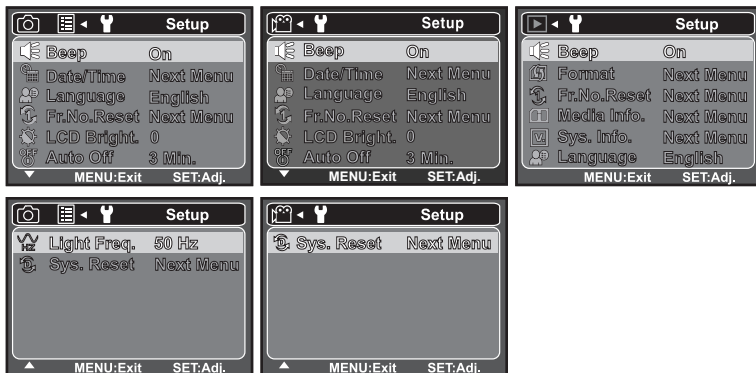 Setup
Beep On
Date/Time Next Menu
Language English
Fr.No.Reset Next Menu
LCD Bright. 0
OFF Auto Off 3 Min.
MENU:Exit SET:Adj.
Setup
Beep On
Date/Time Next Menu
Language English
Fr.No.Reset Next Menu
LCD Bright. 0
OFF Auto Off 3 Min.
MENU:Exit SET:Adj.
Setup
Beep On
Format Next Menu
Fr.No.Reset Next Menu
Media Info. Next Menu
Sys. Info. Next Menu
Language English
MENU:Exit SET:Adj.
Setup
HZ Light Freq. 50 Hz
Sys. Reset Next Menu
MENU:Exit SET:Adj.
Setup
Sys. Reset Next Menu
MENU:Exit SET:Adj.